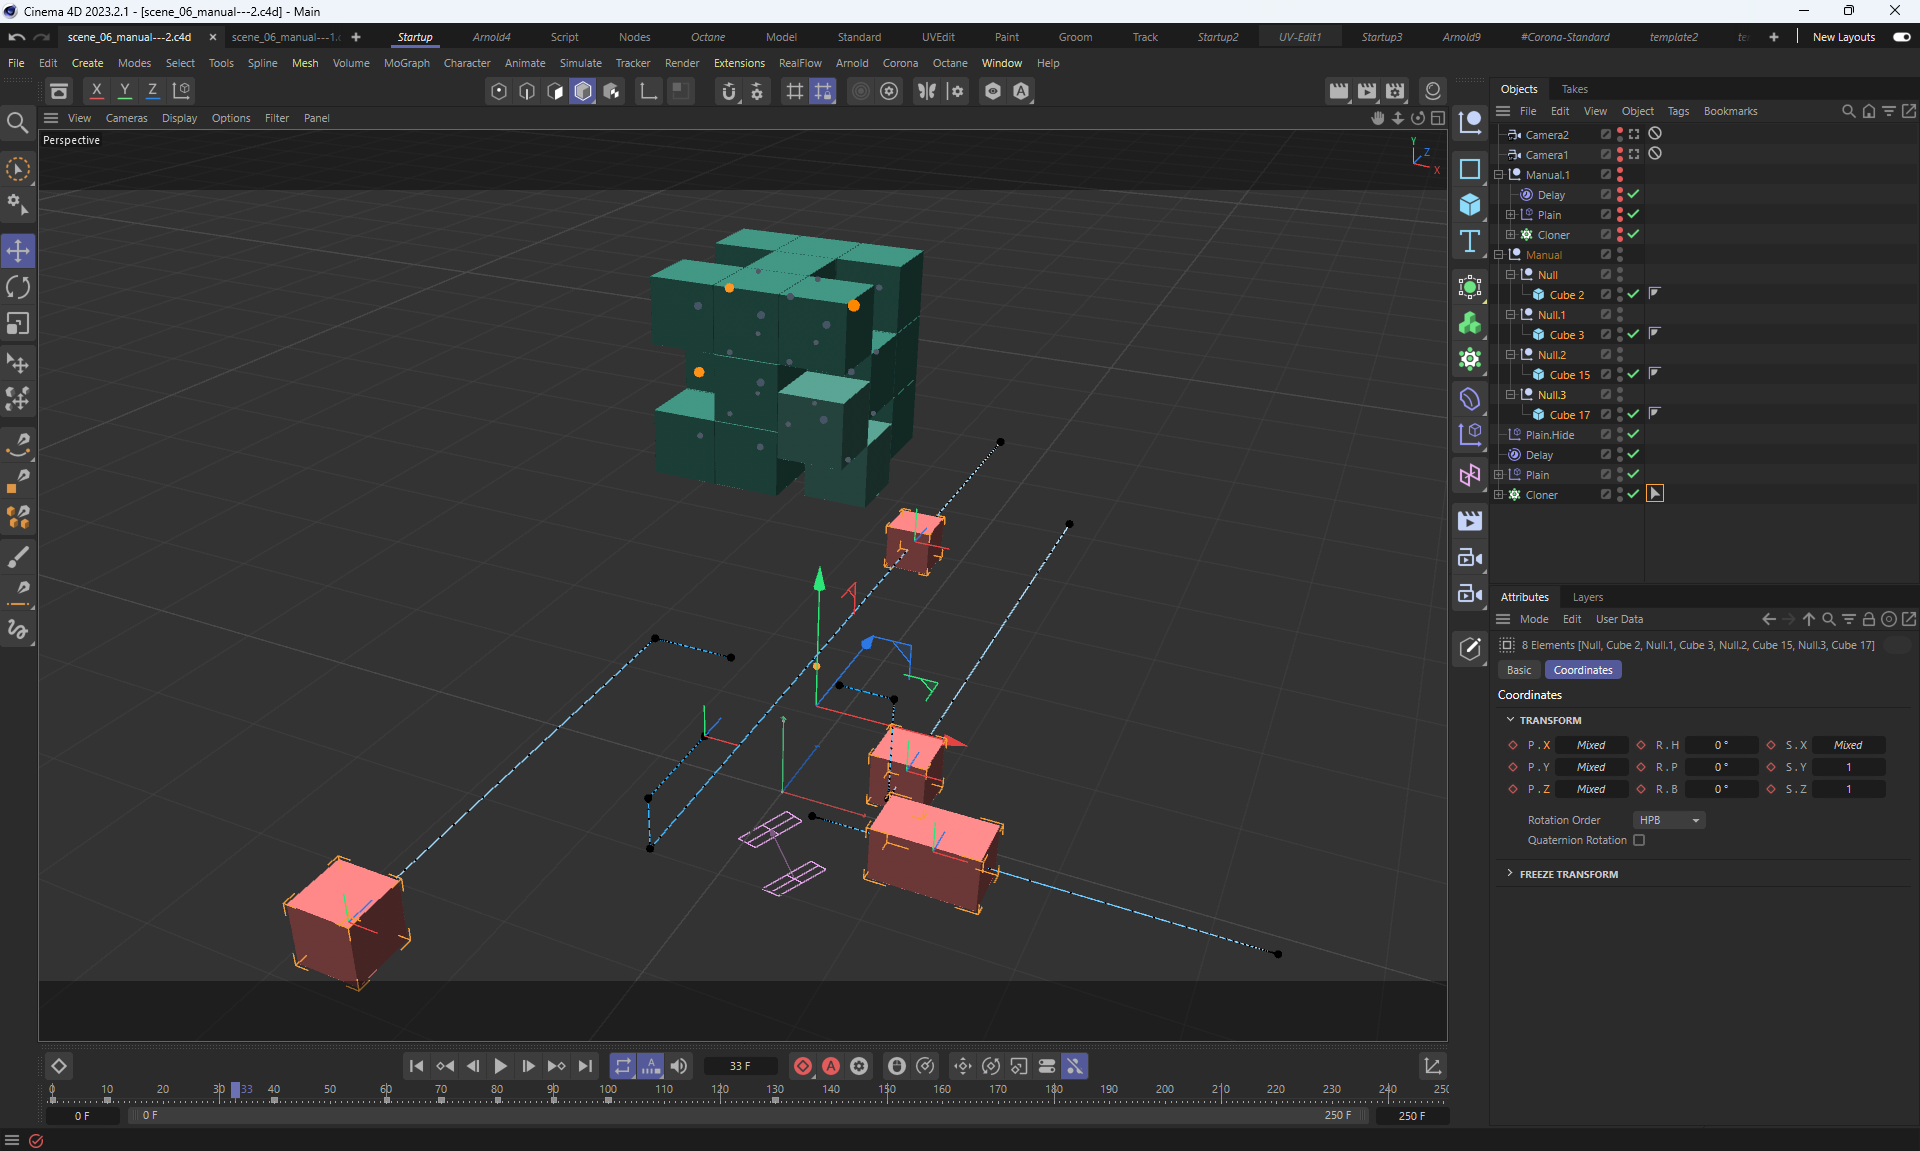 Cinema 4D 2023.2.1 - [scene_06_manual---2.c4d] - Main
scene_06_manual---2.c4d × scene_06_manual---1. + Startup Arnold4 Script Nodes Octane Model Standard UVEdit Paint Groom Track Startup2 UV-Edit1 Startup3 Arnold9 #Corona-Standard template2 + New Layouts
File Edit Create Modes Select Tools Spline Mesh Volume MoGraph Character Animate Simulate Tracker Render Extensions RealFlow Arnold Corona Octane Window Help
X Y Z
Objects Takes
View Cameras Display Options Filter Panel
File Edit View Object Tags Bookmarks
Perspective
Y
Z
X
Camera2
Camera1
Manual.1
Delay
Plain
Cloner
Manual
Null
Cube 2
Null.1
Cube 3
Null.2
Cube 15
Null.3
Cube 17
Plain.Hide
Delay
Plain
Cloner
Attributes Layers
Mode Edit User Data
8 Elements [Null, Cube 2, Null.1, Cube 3, Null.2, Cube 15, Null.3, Cube 17]
Basic Coordinates
Coordinates
TRANSFORM
P . X Mixed R . H 0 ° S . X Mixed
P . Y Mixed R . P 0 ° S . Y 1
P . Z Mixed R . B 0 ° S . Z 1
Rotation Order HPB
Quaternion Rotation
FREEZE TRANSFORM
33 F
0 10 20 30 33 40 50 60 70 80 90 100 110 120 130 140 150 160 170 180 190 200 210 220 230 240 250
0 F 0 F 250 F 250 F